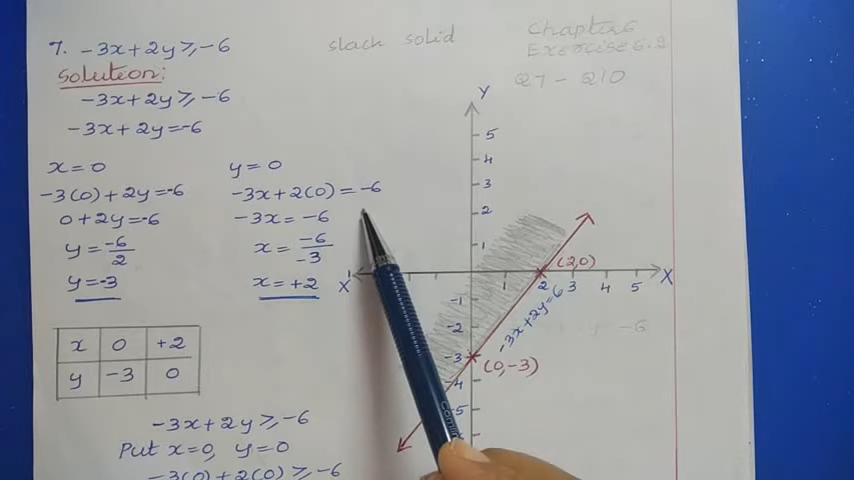 7. -3x+2y≥-6
slach solid
Chapter 6
Exercise 6.2
Q7 - Q10
Solution:
-3x+2y≥-6
-3x+2y=-6
x=0
-3(0)+2y=-6
0+2y=-6
y=-6/2
y=-3
y=0
-3x+2(0)=-6
-3x=-6
x=-6/-3
x=+2
x 0 +2
y -3 0
-3x+2y≥-6
Put x=0, y=0
-3(0)+2(0)≥-6
Y
5
4
3
2
1
X 1 2 3 4 5 X
(2,0)
-1
-2
-3
-4
-5
(0,-3)
-3x+2y=6